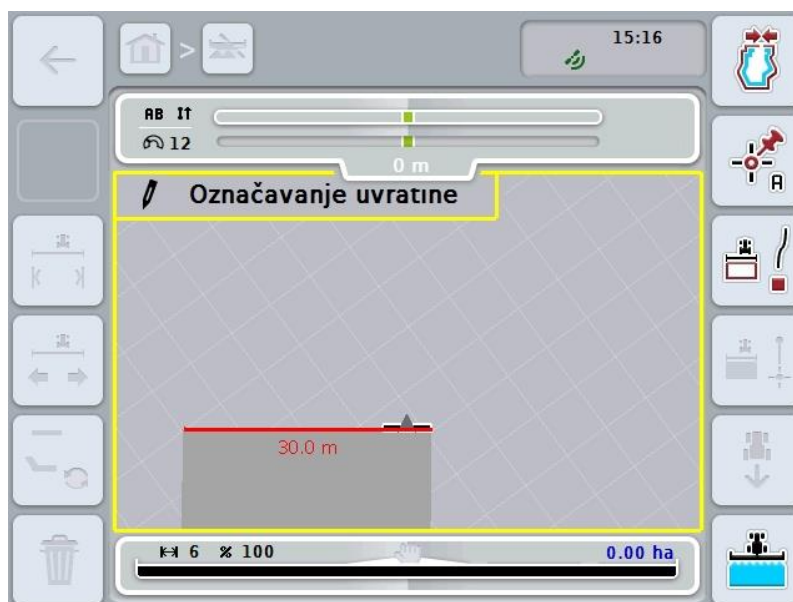 15:16
>
AB
12
0 m
Označavanje uvratine
A
30.0 m
6 % 100
0.00 ha